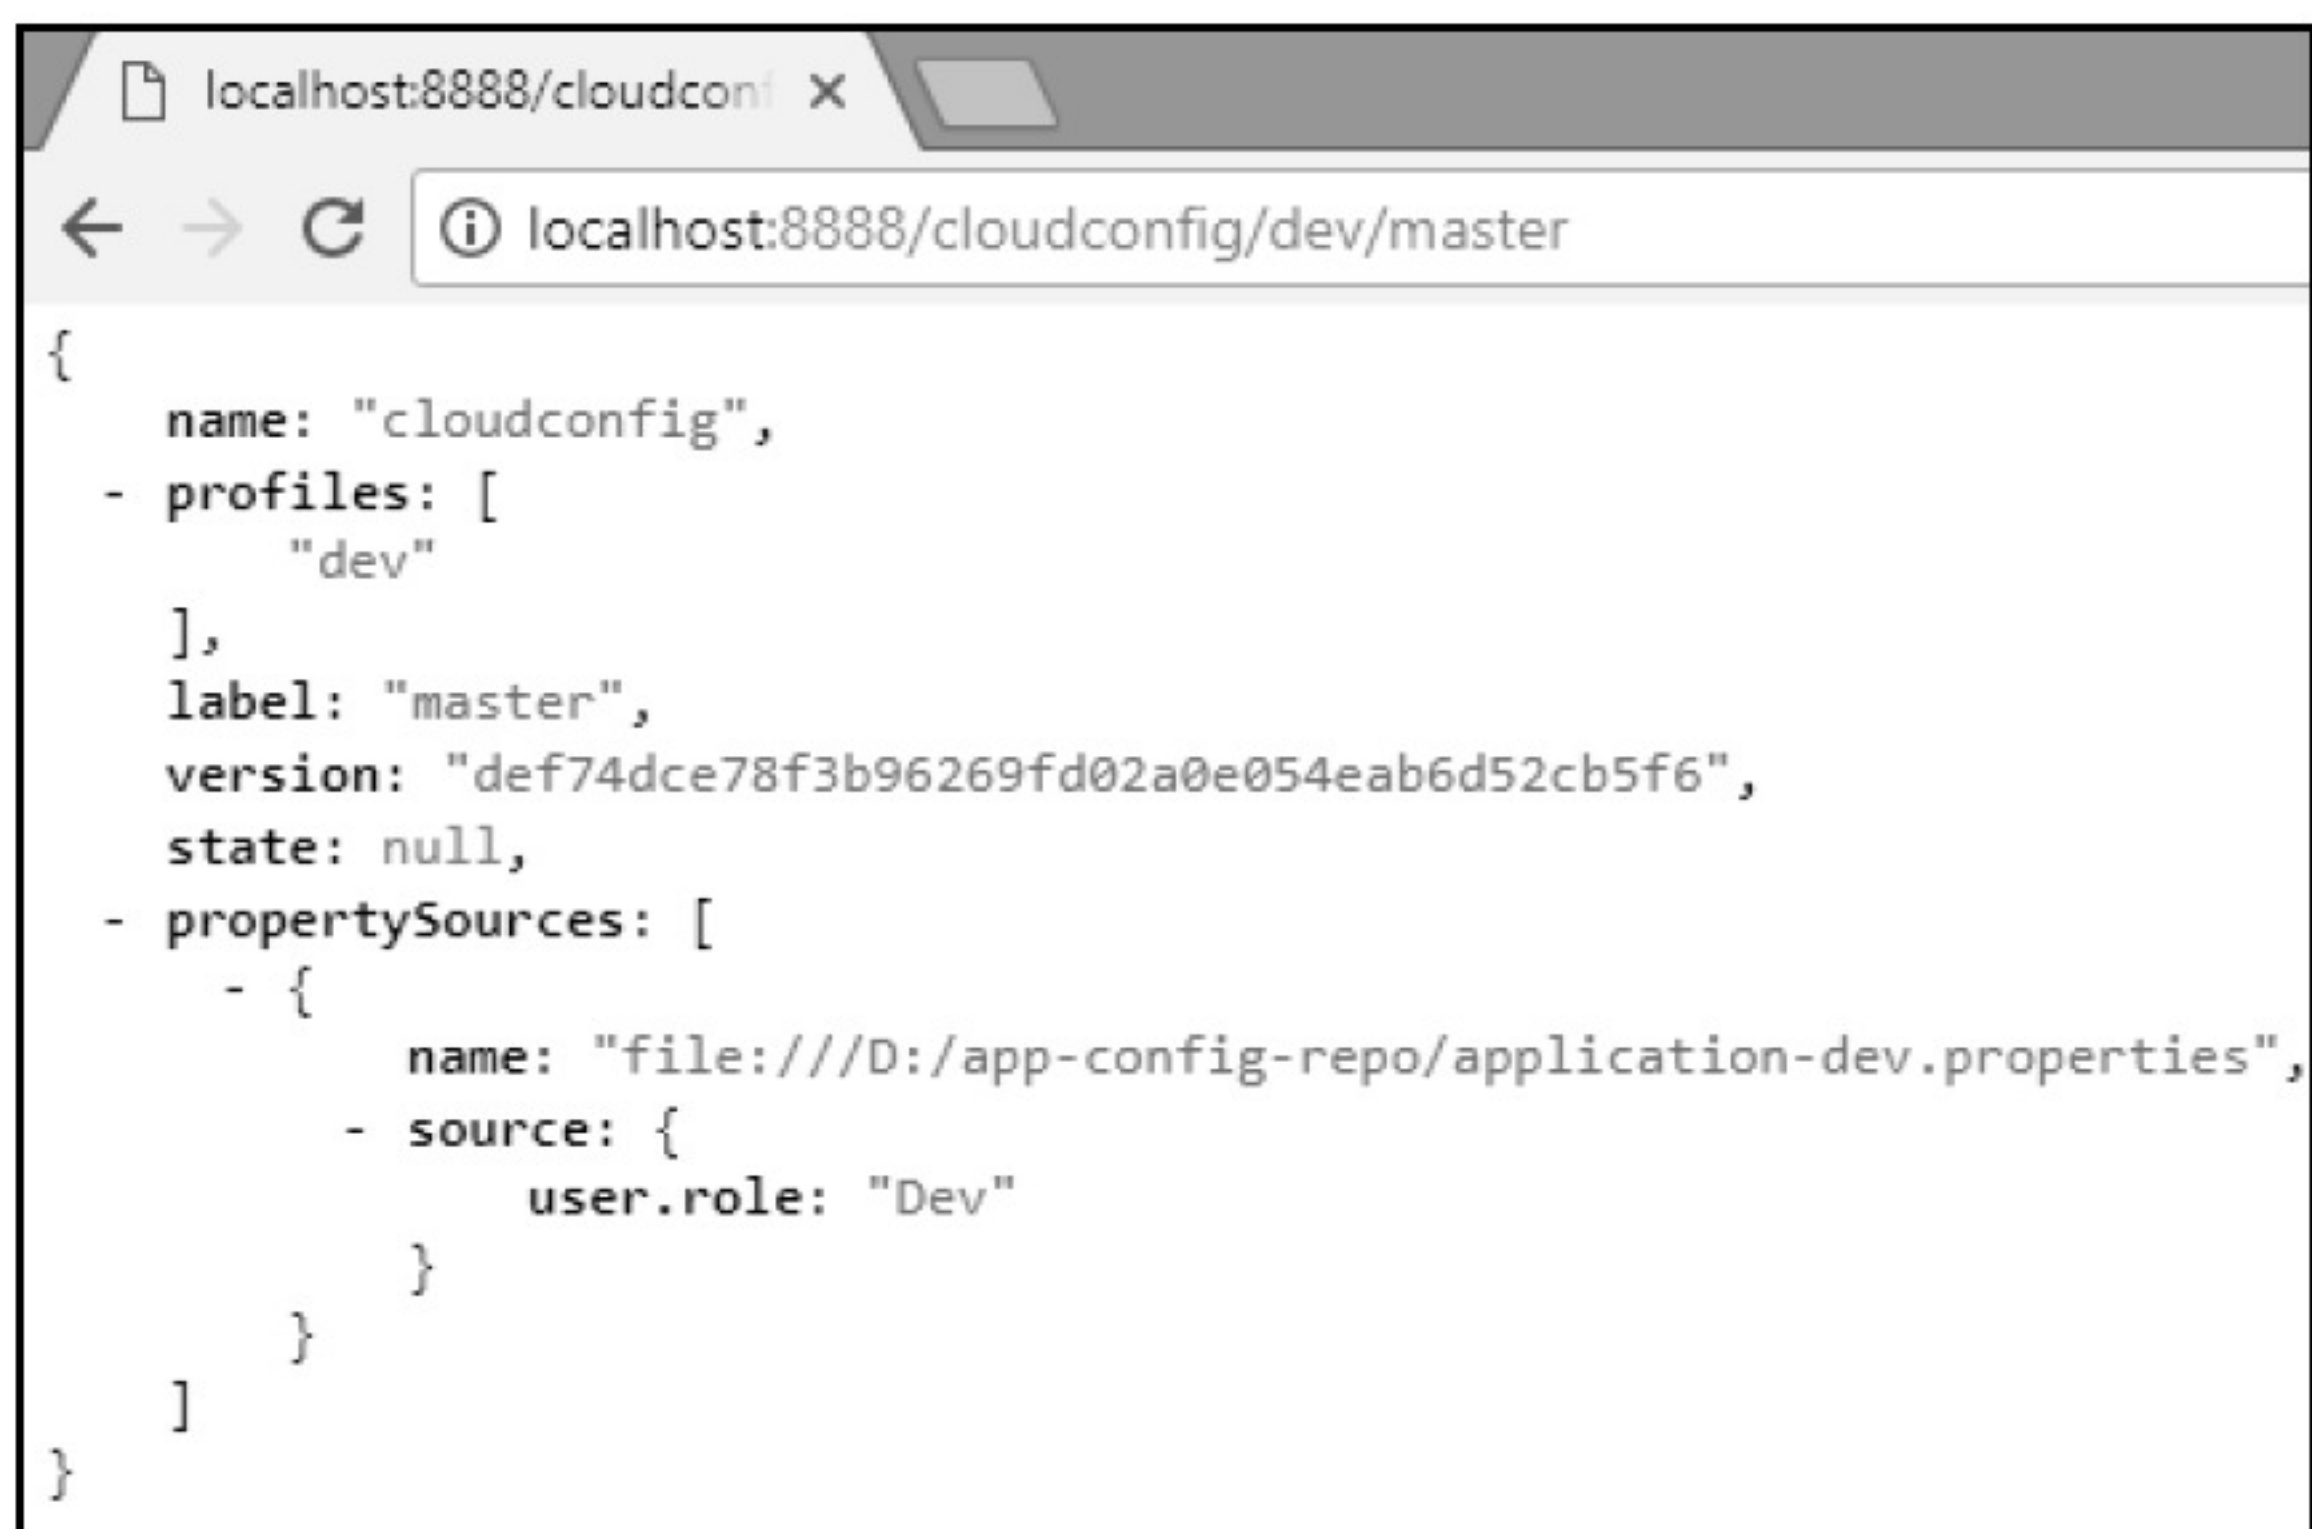 localhost:8888/cloudconf
localhost:8888/cloudconfig/dev/master
{
name: "cloudconfig",
- profiles: [
"dev"
],
label: "master",
version: "def74dce78f3b96269fd02a0e054eab6d52cb5f6",
state: null,
- propertySources: [
- {
name: "file:///D:/app-config-repo/application-dev.properties",
- source: {
user.role: "Dev"
}
}
]
}